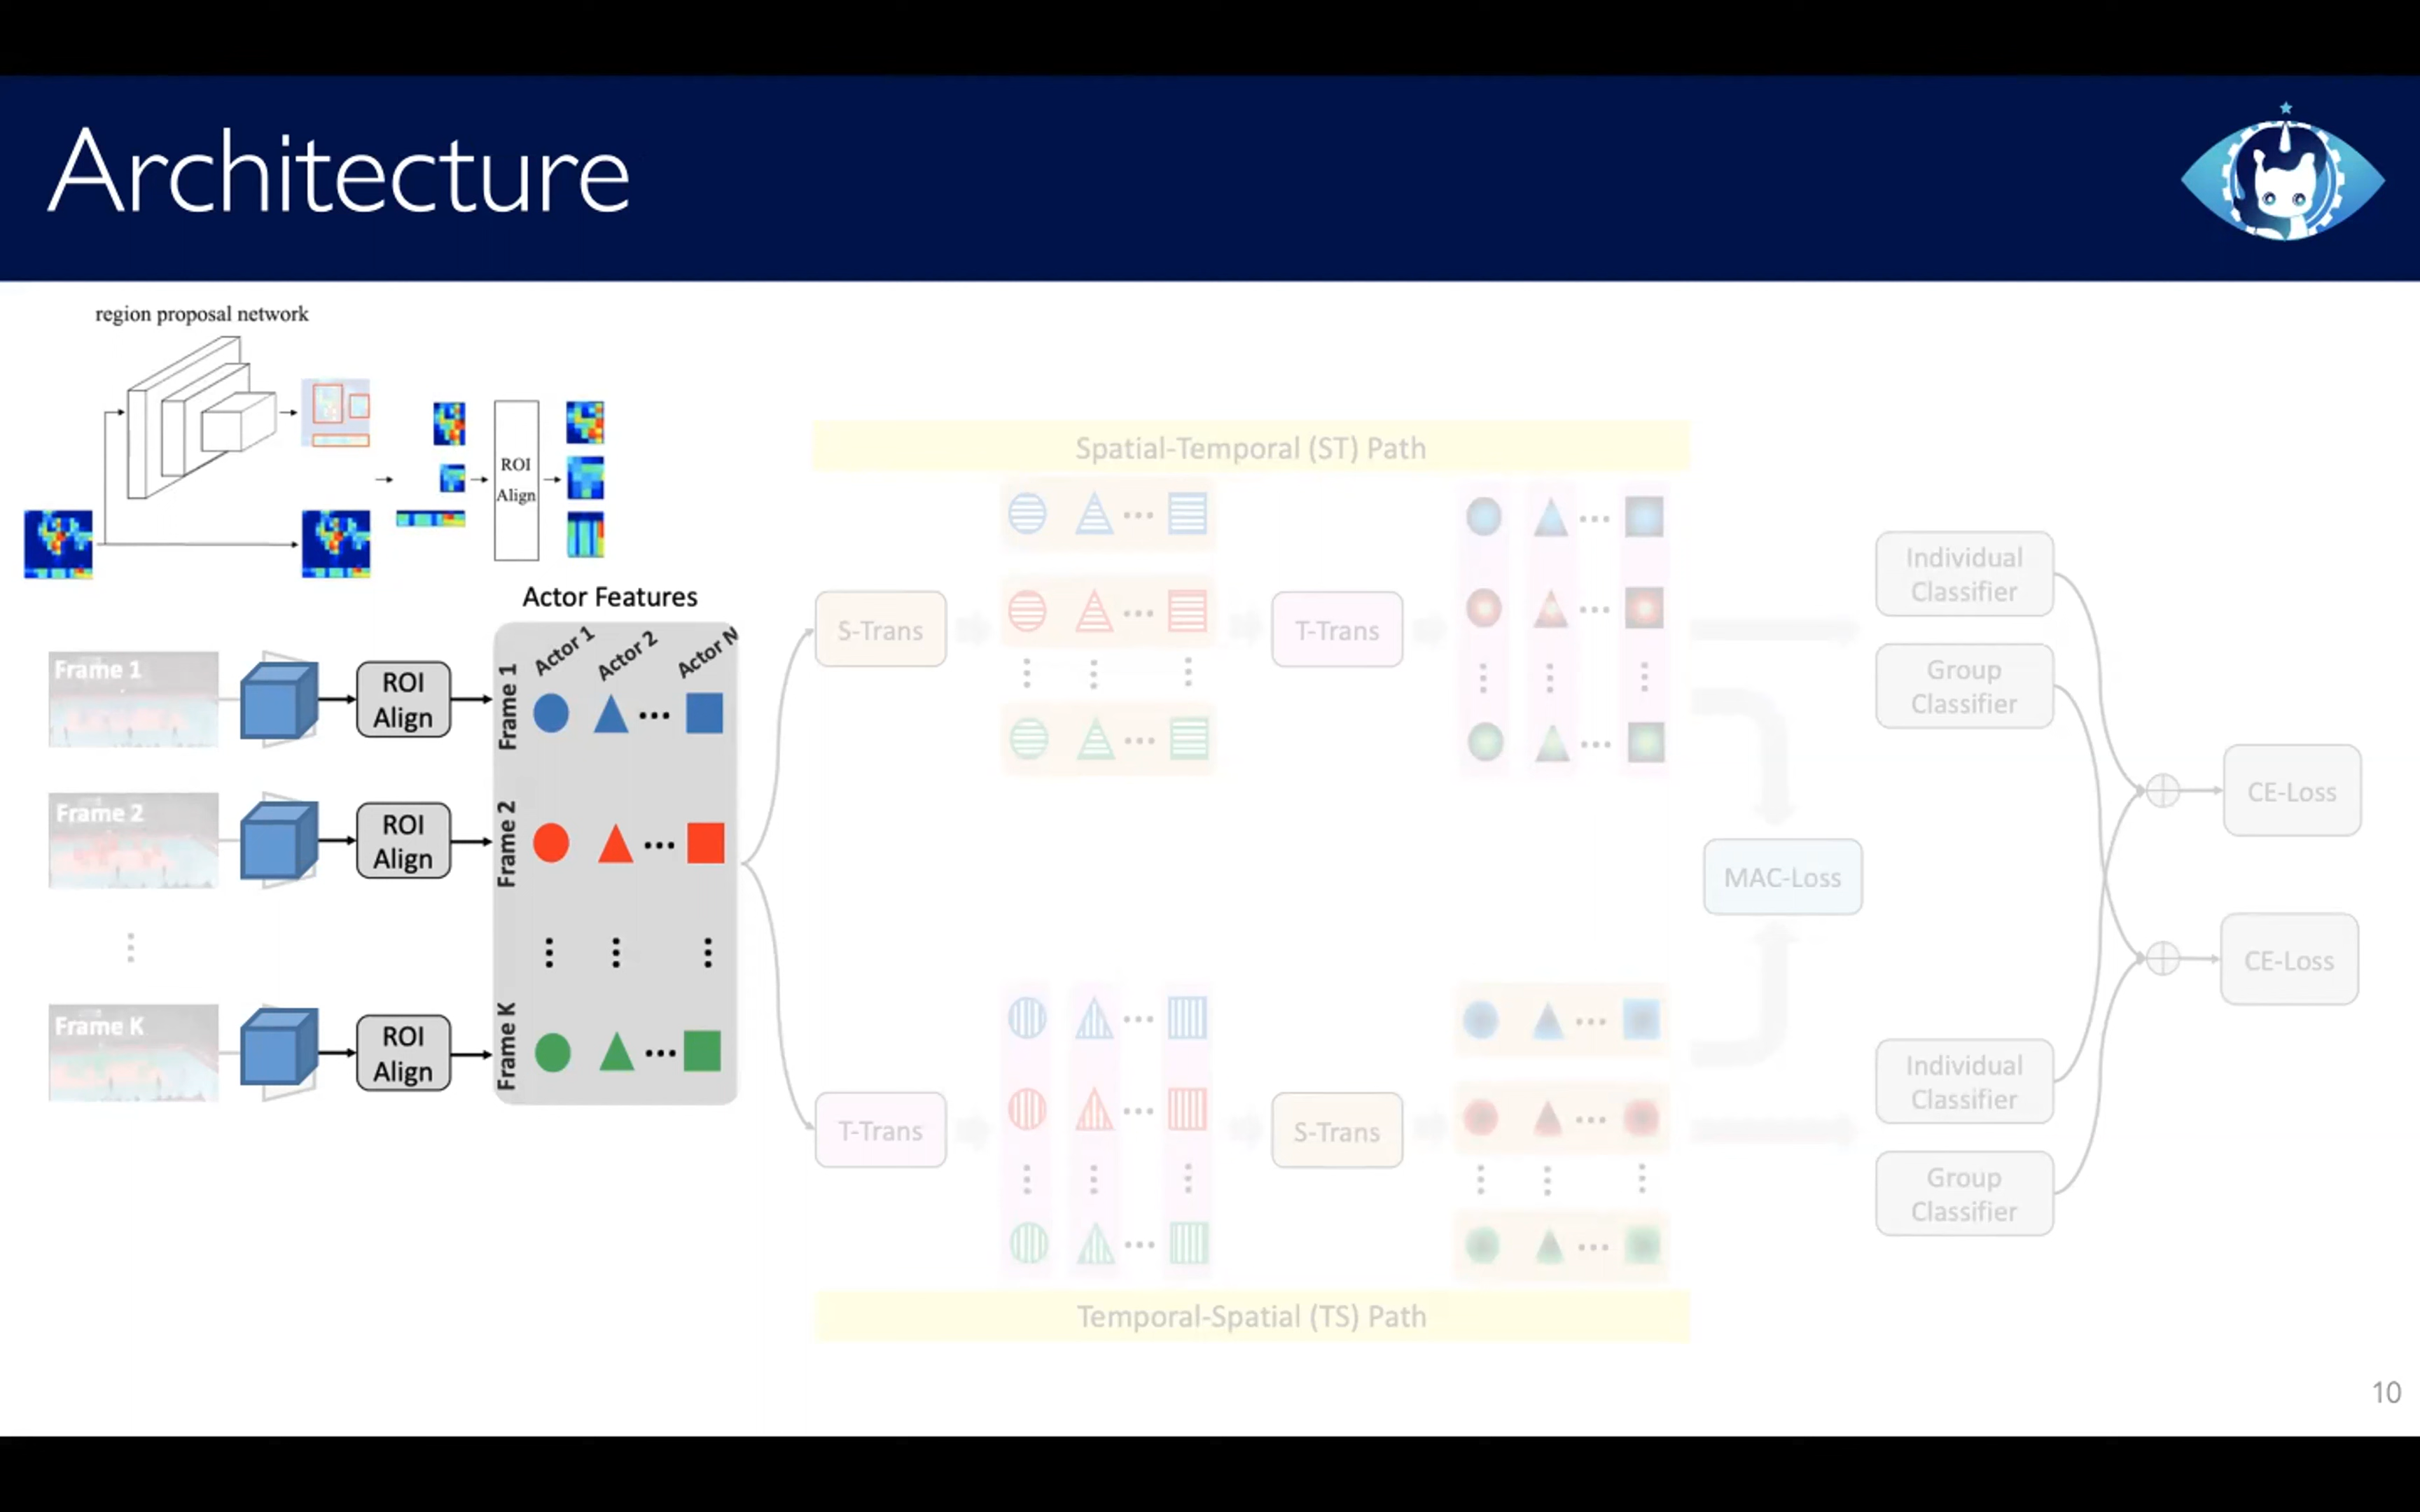 Architecture
region proposal network
ROI
Align
Spatial-Temporal (ST) Path
Actor Features
Actor 1
Actor 2
Actor N
Frame 1
ROI
Align
Frame 1
Frame 2
ROI
Align
Frame 2
Frame K
ROI
Align
Frame K
S-Trans
T-Trans
T-Trans
S-Trans
Individual
Classifier
Group
Classifier
MAC-Loss
CE-Loss
CE-Loss
Individual
Classifier
Group
Classifier
Temporal-Spatial (TS) Path
10